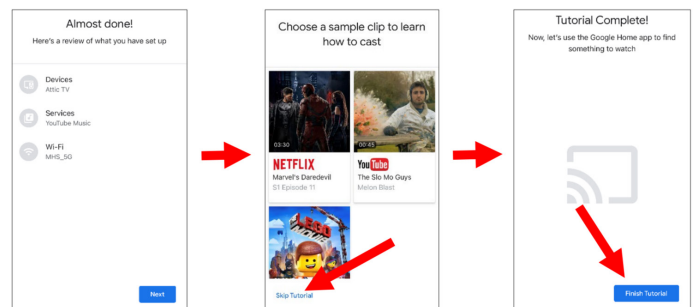 Almost done!
Here's a review of what you have set up
Devices
Attic TV
Services
YouTube Music
Wi-Fi
MHS_5G
Next
Choose a sample clip to learn
how to cast
03:30
NETFLIX
Marvel's Daredevil
S1 Episode 11
00:45
YouTube
The Slo Mo Guys
Melon Blast
THE
LEGO
MOVIE
Skip Tutorial
Tutorial Complete!
Now, let's use the Google Home app to find
something to watch
Finish Tutorial